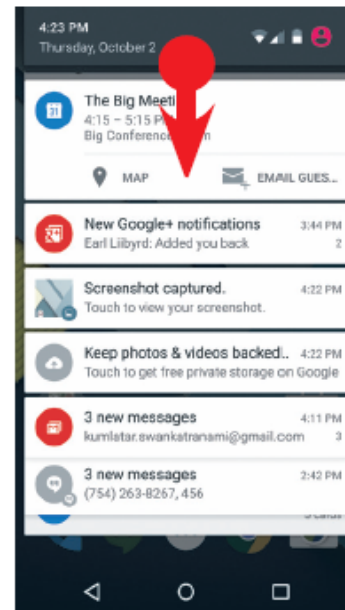 4:23 PM
Thursday, October 2
31
The Big Meeti
4:15 – 5:15 P
Big Conferenc m
MAP
EMAIL GUES...
New Google+ notifications 3:44 PM
Earl Liibyrd: Added you back 2
Screenshot captured. 4:22 PM
Touch to view your screenshot.
Keep photos & videos backed.. 4:22 PM
Touch to get free private storage on Google
3 new messages 4:11 PM
kumlatar.swankatranami@gmail.com 3
3 new messages 2:42 PM
(754) 263-8267, 456